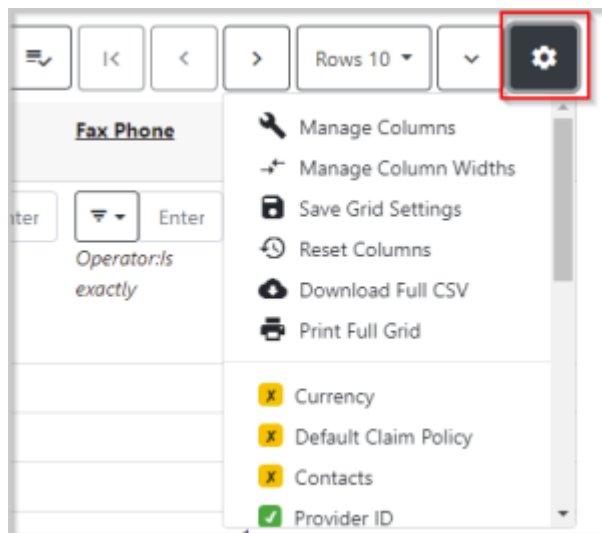 Rows 10
Fax Phone
nter
Enter
Operator:Is
exactly
Manage Columns
Manage Column Widths
Save Grid Settings
Reset Columns
Download Full CSV
Print Full Grid
x Currency
x Default Claim Policy
x Contacts
✓ Provider ID